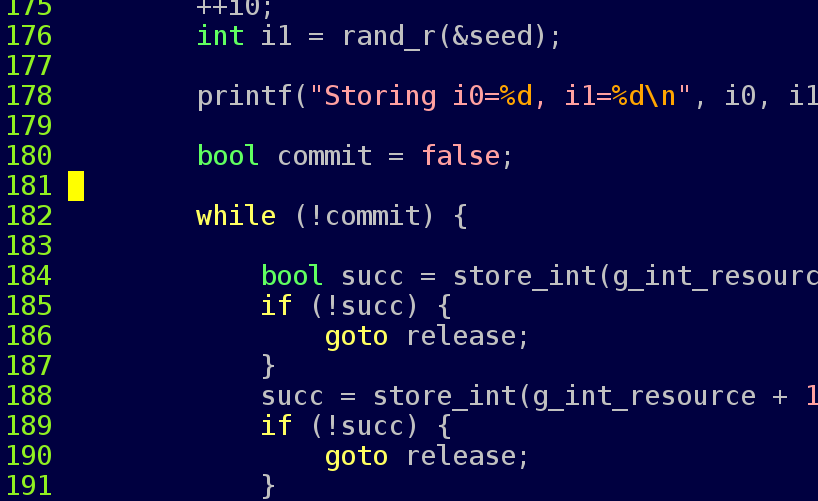 175 ++i0;
176 int i1 = rand_r(&seed);
177
178 printf("Storing i0=%d, i1=%d\n", i0, i1
179
180 bool commit = false;
181
182 while (!commit) {
183
184 bool succ = store_int(g_int_resourc
185 if (!succ) {
186 goto release;
187 }
188 succ = store_int(g_int_resource + 1
189 if (!succ) {
190 goto release;
191 }